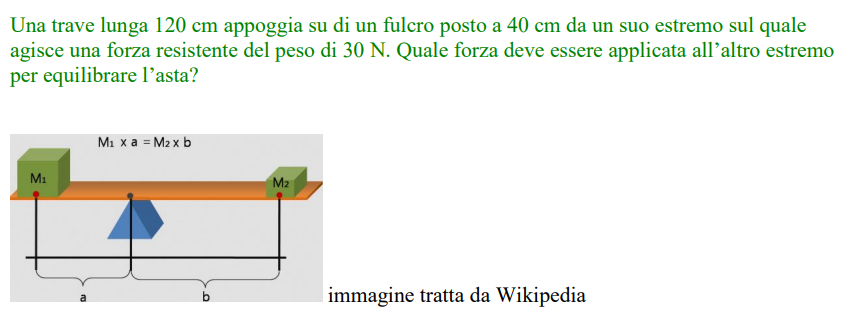 Una trave lunga 120 cm appoggia su di un fulcro posto a 40 cm da un suo estremo sul quale
agisce una forza resistente del peso di 30 N. Quale forza deve essere applicata all’altro estremo
per equilibrare l’asta?
M1 x a = M2 x b
M1
M2
a
b
immagine tratta da Wikipedia